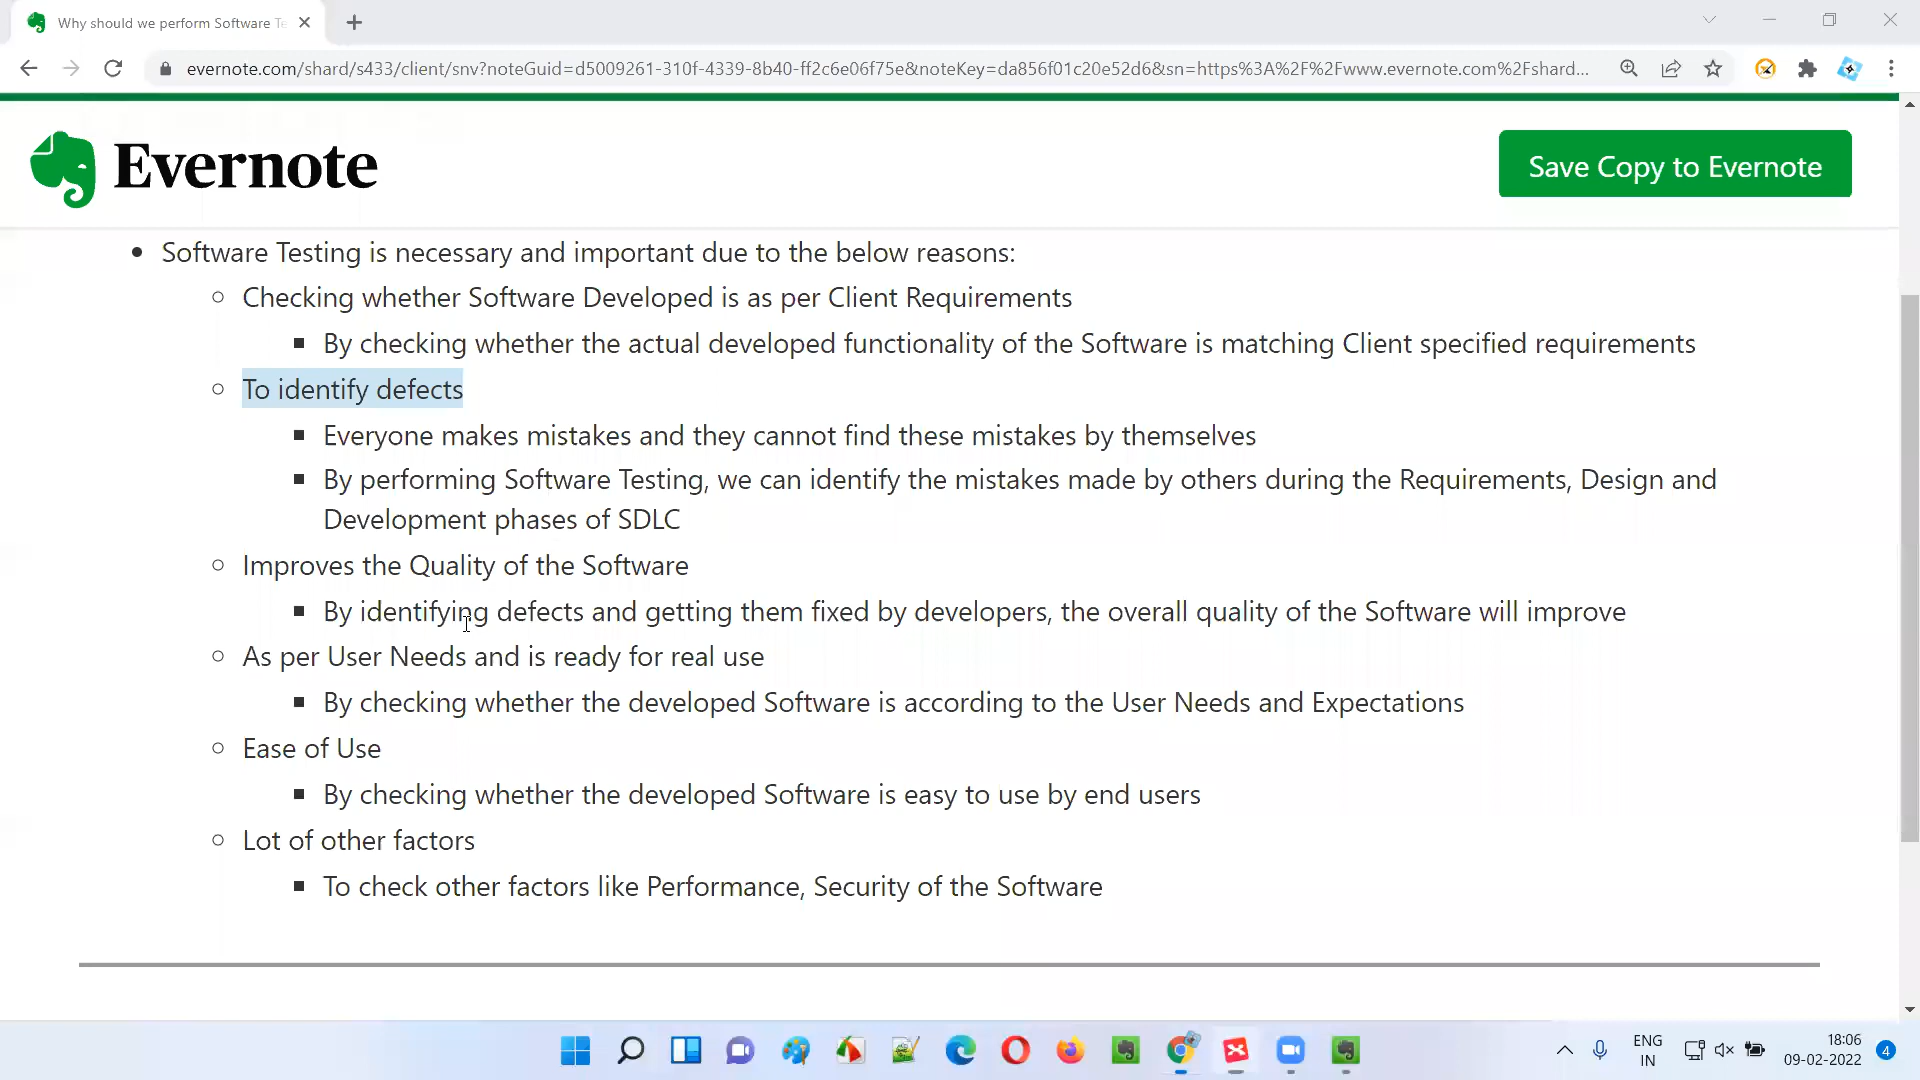 Why should we perform Software Te
evernote.com/shard/s433/client/snv?noteGuid=d5009261-310f-4339-8b40-ff2c6e06f75e&noteKey=da856f01c20e52d6&sn=https%3A%2F%2Fwww.evernote.com%2Fshard...
Evernote
Save Copy to Evernote
Software Testing is necessary and important due to the below reasons:
Checking whether Software Developed is as per Client Requirements
By checking whether the actual developed functionality of the Software is matching Client specified requirements
To identify defects
Everyone makes mistakes and they cannot find these mistakes by themselves
By performing Software Testing, we can identify the mistakes made by others during the Requirements, Design and
Development phases of SDLC
Improves the Quality of the Software
By identifying defects and getting them fixed by developers, the overall quality of the Software will improve
As per User Needs and is ready for real use
By checking whether the developed Software is according to the User Needs and Expectations
Ease of Use
By checking whether the developed Software is easy to use by end users
Lot of other factors
To check other factors like Performance, Security of the Software
ENG
IN
18:06
09-02-2022
4